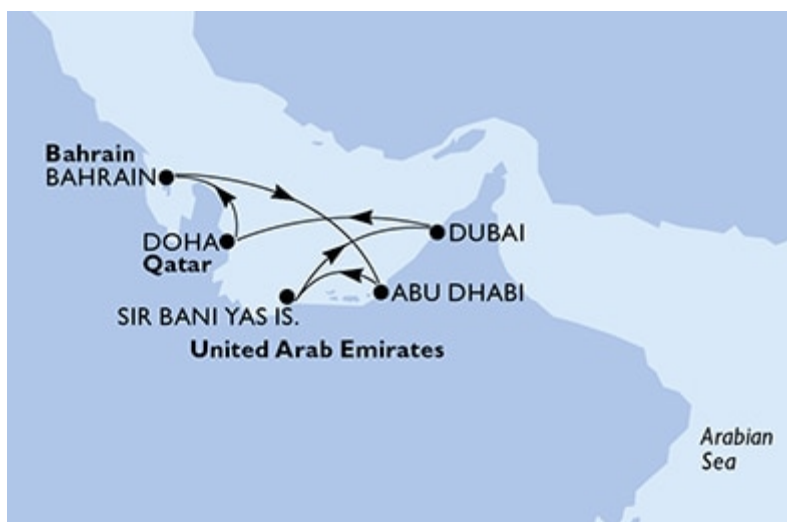 Bahrain
BAHRAIN
DOHA
Qatar
DUBAI
ABU DHABI
SIR BANI YAS IS.
United Arab Emirates
Arabian
Sea